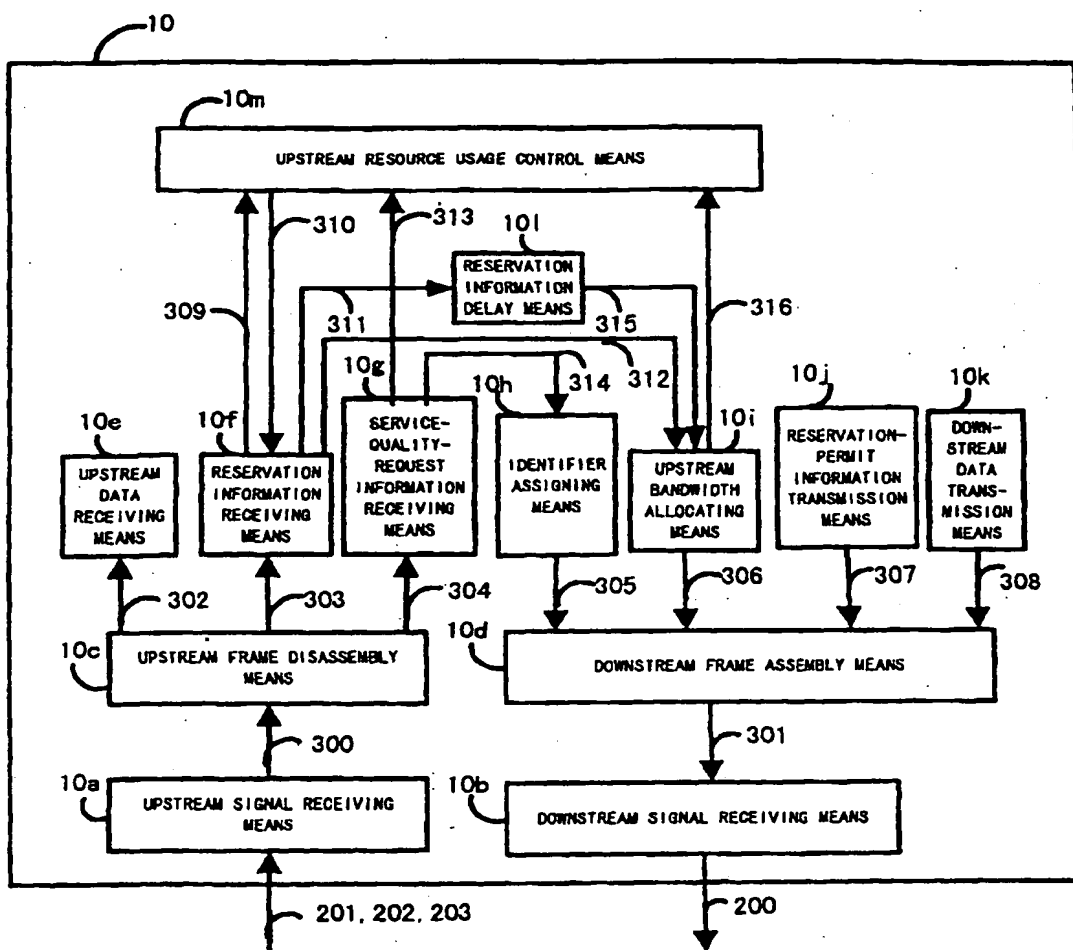 10
10m
UPSTREAM RESOURCE USAGE CONTROL MEANS
310
313
10l
RESERVATION
INFORMATION
DELAY MEANS
309
311
315
316
10g
312
314
10e
10f
10h
10i
10j
10k
UPSTREAM
DATA
RECEIVING
MEANS
RESERVATION
INFORMATION
RECEIVING
MEANS
SERVICE-
QUALITY-
REQUEST
INFORMATION
RECEIVING
MEANS
IDENTIFIER
ASSIGNING
MEANS
UPSTREAM
BANDWIDTH
ALLOCATING
MEANS
RESERVATION-
PERMIT
INFORMATION
TRANSMISSION
MEANS
DOWN-
STREAM
DATA
TRANS-
MISSION
MEANS
302
303
304
305
306
307
308
10c
UPSTREAM FRAME DISASSEMBLY
MEANS
10d
DOWNSTREAM FRAME ASSEMBLY MEANS
300
301
10a
UPSTREAM SIGNAL RECEIVING
MEANS
10b
DOWNSTREAM SIGNAL RECEIVING MEANS
201, 202, 203
200